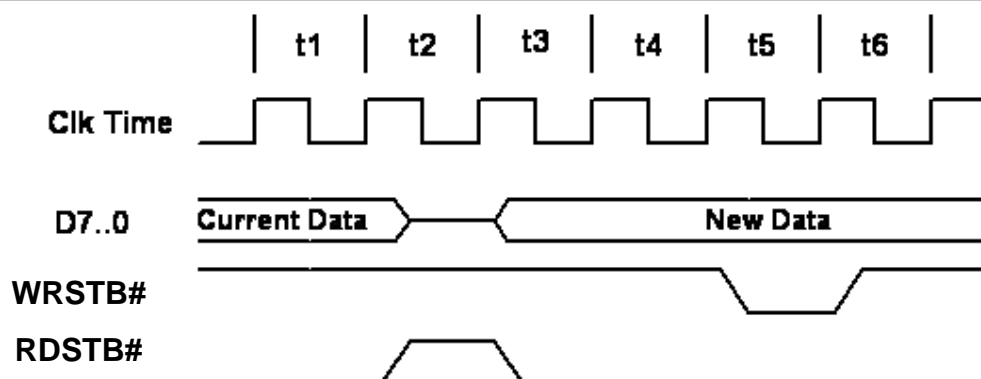 t1 t2 t3 t4 t5 t6
Clk Time
D7..0 Current Data New Data
WRSTB#
RDSTB#